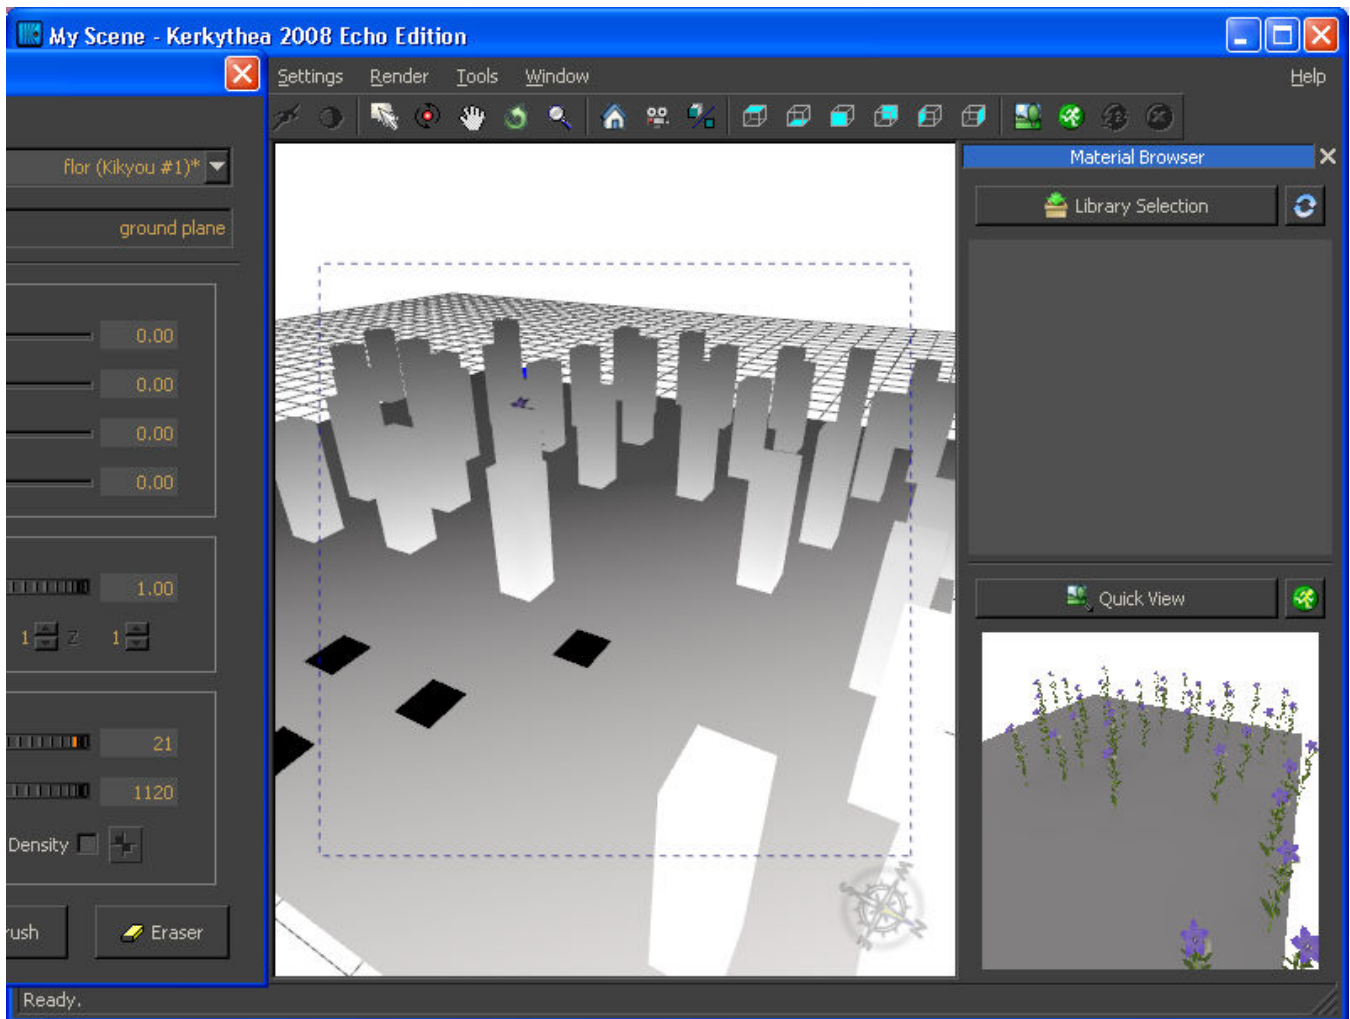 My Scene - Kerkythea 2008 Echo Edition
Settings Render Tools Window Help
flor (Kikyou #1)*
ground plane
0.00
0.00
0.00
0.00
1.00
1 Z 1
21
1120
Density
rush Eraser
Material Browser
Library Selection
Quick View
Ready.